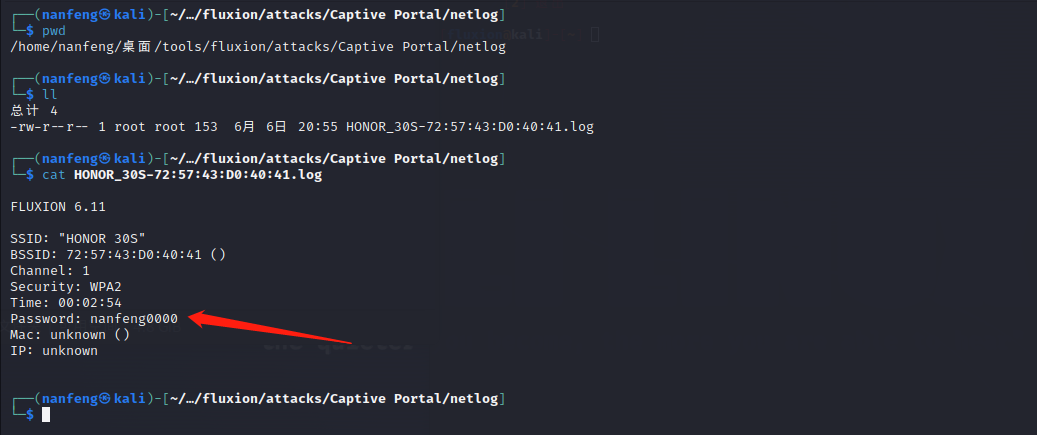 ┌──(nanfeng㉿kali)-[~/…/fluxion/attacks/Captive Portal/netlog]
└─$ pwd
/home/nanfeng/桌面/tools/fluxion/attacks/Captive Portal/netlog
┌──(nanfeng㉿kali)-[~/…/fluxion/attacks/Captive Portal/netlog]
└─$ ll
总计 4
-rw-r--r-- 1 root root 153  6月 6日 20:55 HONOR_30S-72:57:43:D0:40:41.log
┌──(nanfeng㉿kali)-[~/…/fluxion/attacks/Captive Portal/netlog]
└─$ cat HONOR_30S-72:57:43:D0:40:41.log
FLUXION 6.11
SSID: "HONOR 30S"
BSSID: 72:57:43:D0:40:41 ()
Channel: 1
Security: WPA2
Time: 00:02:54
Password: nanfeng0000
Mac: unknown ()
IP: unknown
┌──(nanfeng㉿kali)-[~/…/fluxion/attacks/Captive Portal/netlog]
└─$